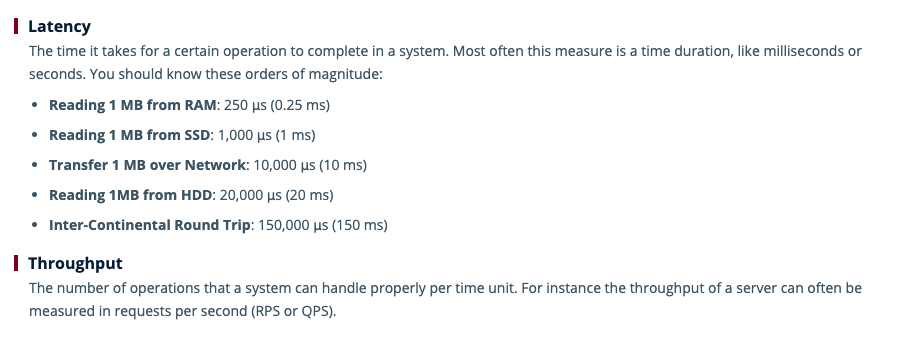 Latency
The time it takes for a certain operation to complete in a system. Most often this measure is a time duration, like milliseconds or
seconds. You should know these orders of magnitude:
• Reading 1 MB from RAM: 250 μs (0.25 ms)
• Reading 1 MB from SSD: 1,000 μs (1 ms)
• Transfer 1 MB over Network: 10,000 μs (10 ms)
• Reading 1MB from HDD: 20,000 μs (20 ms)
• Inter-Continental Round Trip: 150,000 μs (150 ms)
Throughput
The number of operations that a system can handle properly per time unit. For instance the throughput of a server can often be
measured in requests per second (RPS or QPS).